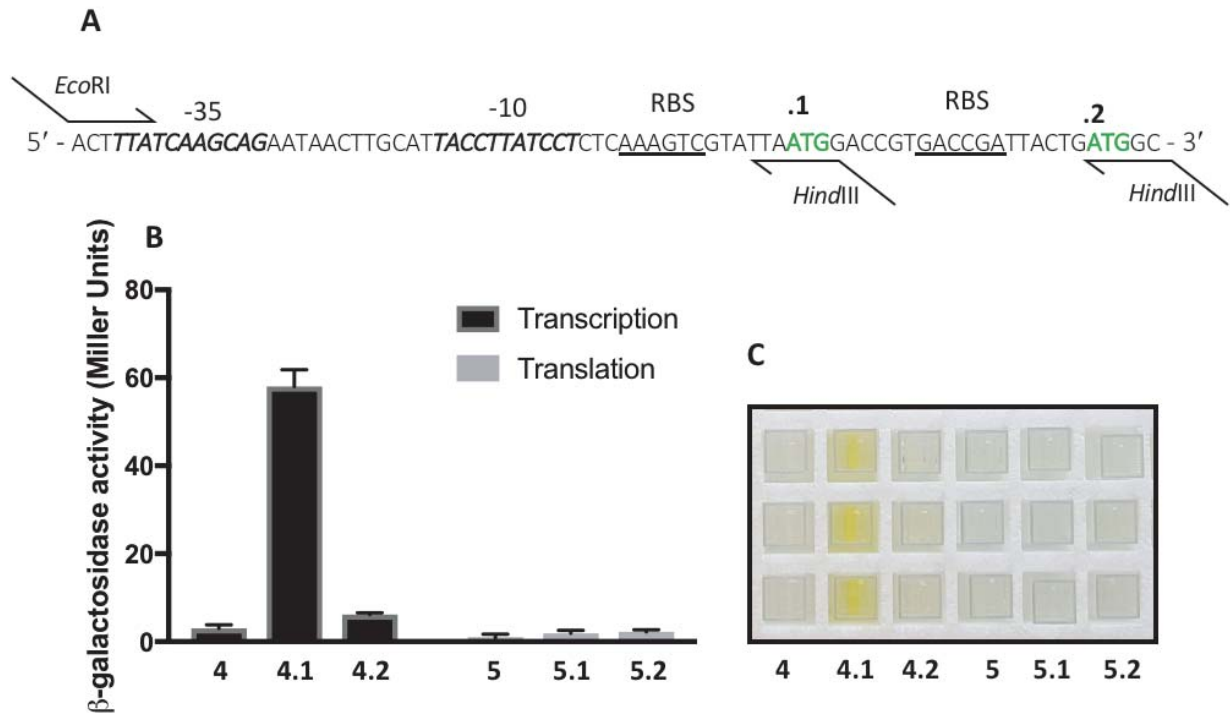 A
EcoRI
-35
-10
RBS
.1
RBS
.2
5′ - ACTTTATCAAGCAGAATAACTTGCATTACCTTATCCTCTCAAAGTCGTATTAATGGACCGTGACCGATTACTGATGGC - 3′
HindIII
HindIII
B
β-galactosidase activity (Miller Units)
80
60
40
20
0
Transcription
Translation
4
4.1
4.2
5
5.1
5.2
C
4
4.1
4.2
5
5.1
5.2